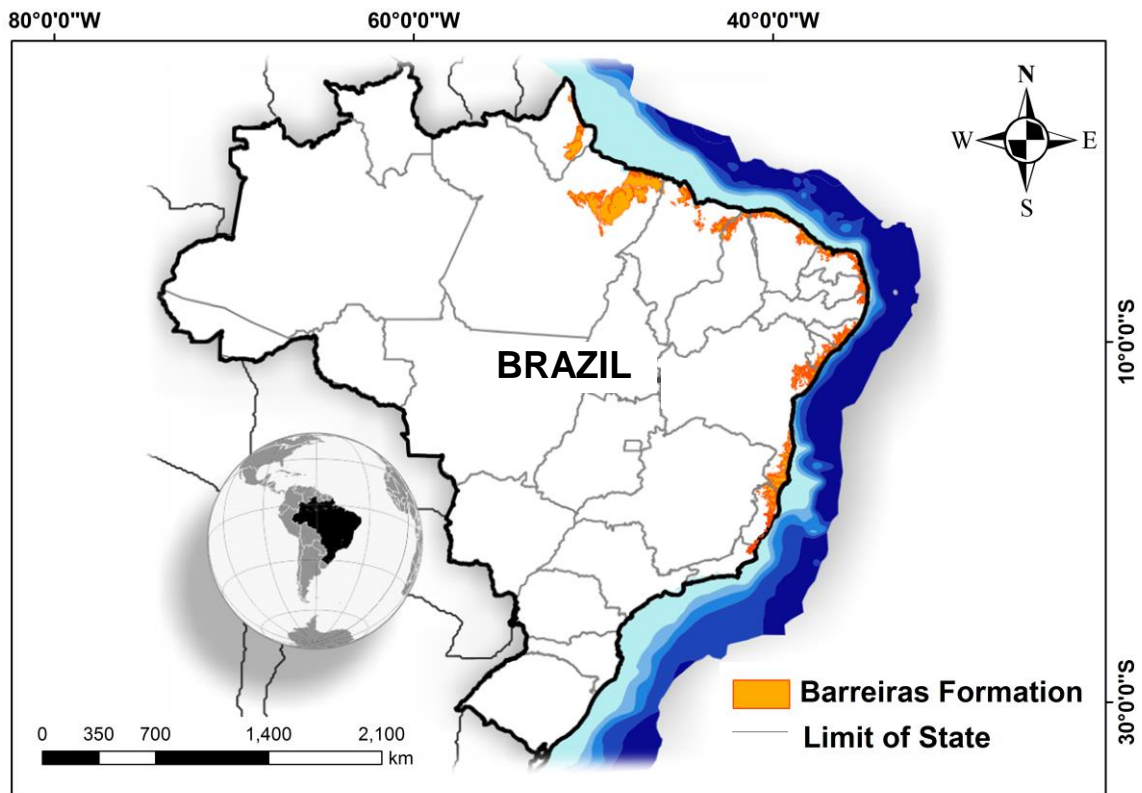 80°0'0"W
60°0'0"W
40°0'0"W
N
W
E
S
10°0'0"S
BRAZIL
30°0'0"S
Barreiras Formation
Limit of State
0 350 700 1,400 2,100
km